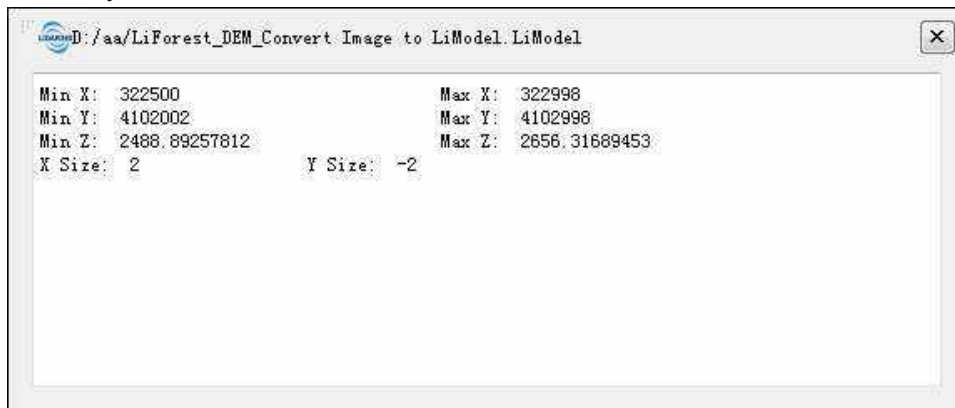 D:/aa/LiForest_DEM_Convert Image to LiModel.LiModel
Min X: 322500 Max X: 322998
Min Y: 4102002 Max Y: 4102998
Min Z: 2488.89257812 Max Z: 2656.31689453
X Size: 2 Y Size: -2